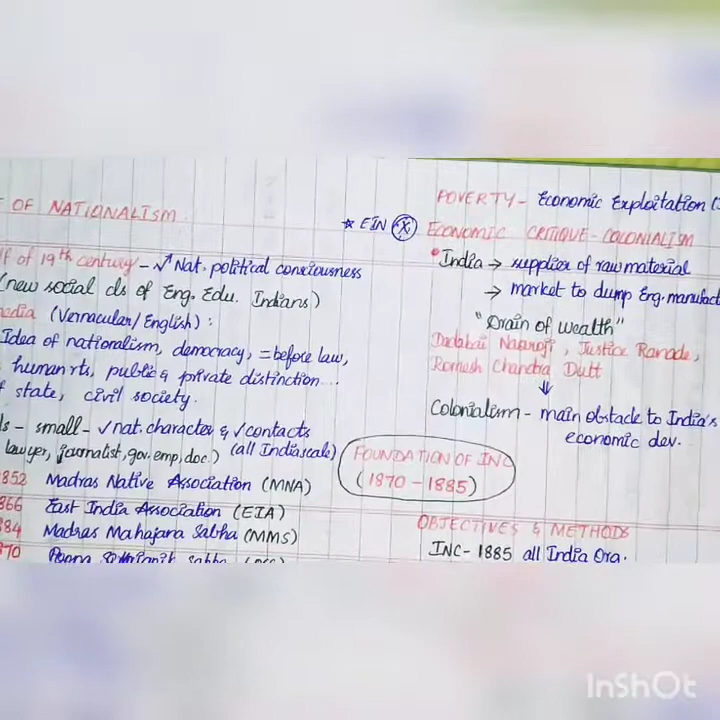 OF NATIONALISM
of 19th century - ✓ Nat. political consciousness
(new social cls of Eng. Edu. Indians)
(Vernacular/English) :
Idea of nationalism, democracy, = before law,
human rts, public & private distinction...
state, civil society.
- small - ✓ nat. character & ✓ contacts
lawyer, journalist, gov. emp, doc.) (all India scale)
1852 Madras Native Association (MNA)
866 East India Association (EIA)
84 Madras Mahajara Sabha (MMS)
70 Poona
★ EIN (X)
FOUNDATION OF INC
(1870 - 1885)
POVERTY - Economic Exploitation
ECONOMIC CRITIQUE - COLONIALISM
• India → supplier of raw material
→ market to dump Eng. manufact
"Drain of wealth"
Dadabai Naoroji, Justice Ranade,
Romesh Chandra Dutt
↓
Colonialism - main obstacle to India's
economic dev.
OBJECTIVES & METHODS
INC - 1885 all India Org.
InShOt